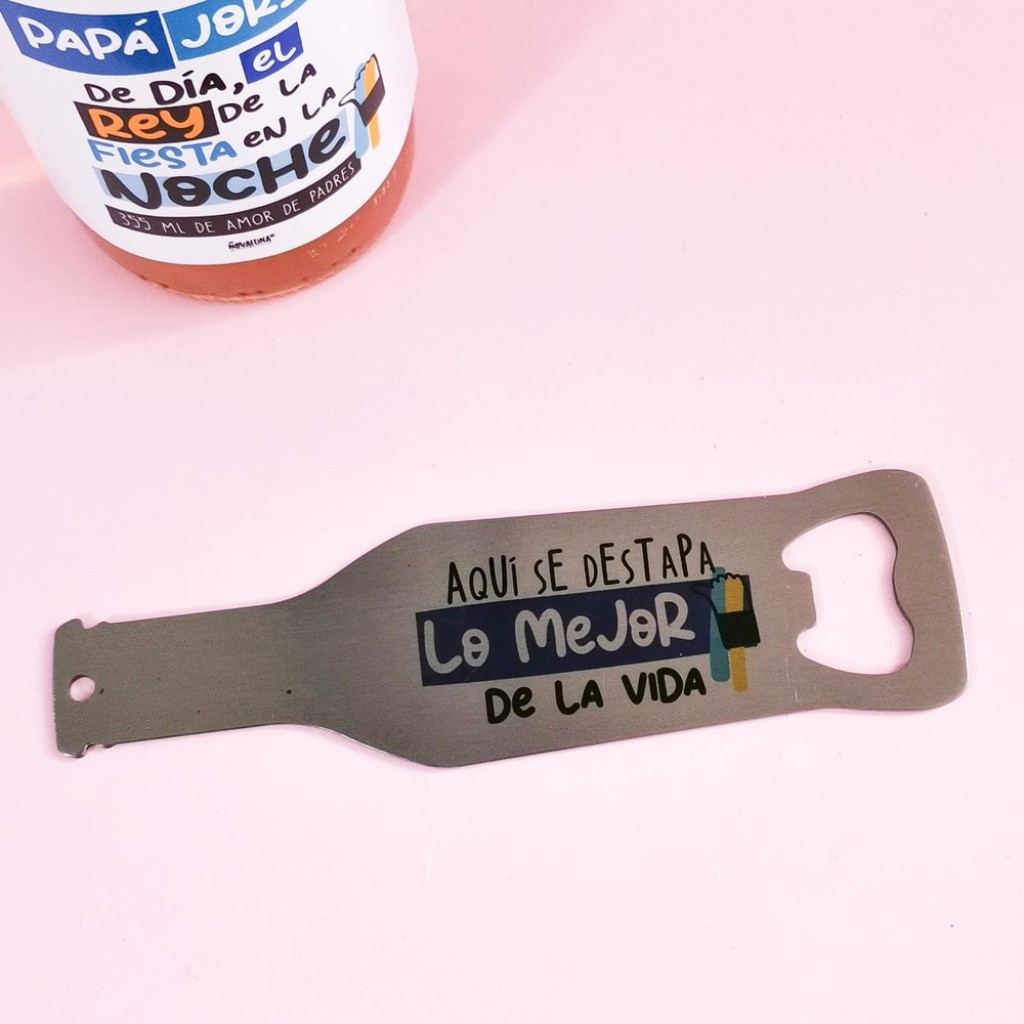 PAPÁ
De DÍA, eL
Rey De LA
FIESTA eN LA
NOCHe
355 ML DE AMOR DE PADRES
ÑOVALLINA
AQUÍ SE DESTAPA
Lo MeJoR
De LA VIDA